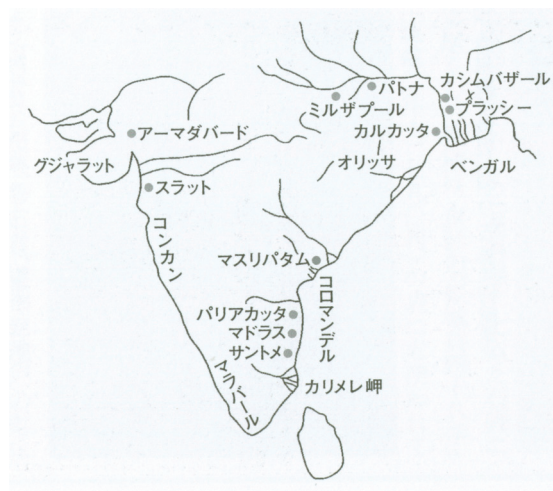 カシムバザール
パトナ
プラッシー
ミルザプール
カルカッタ
アーマダバード
オリッサ
ベンガル
グジャラット
スラット
コンカン
マスリパタム
コロマンデル
パリアカッタ
マドラス
サントメ
マラバール
カリメレ岬